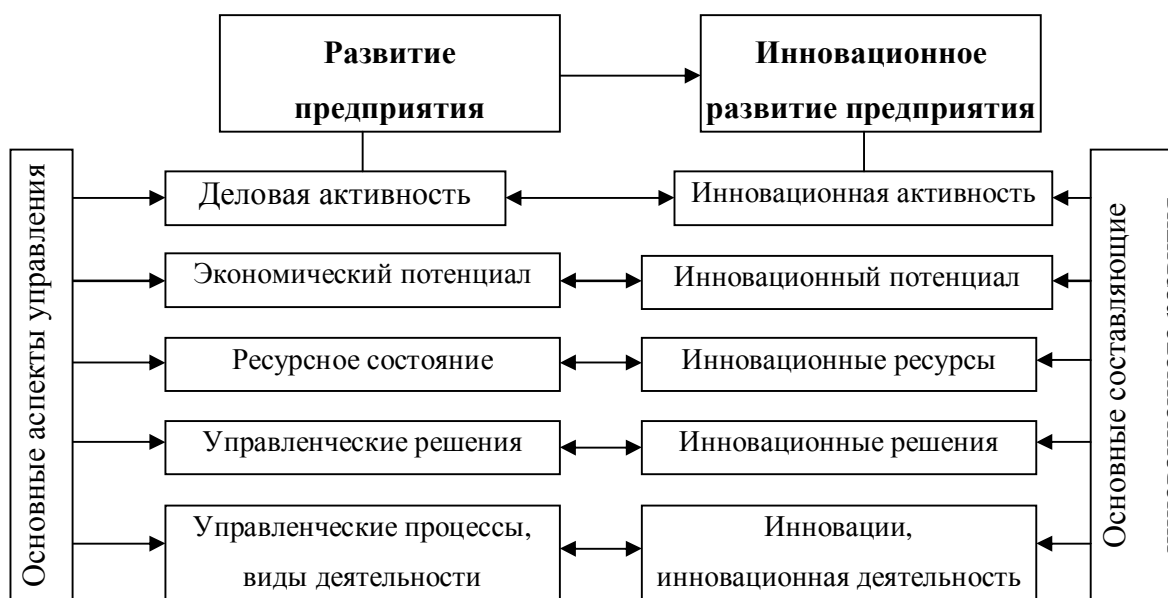 Развитие
предприятия
Инновационное
развитие предприятия
Основные аспекты управления
Деловая активность
Инновационная активность
Экономический потенциал
Инновационный потенциал
Ресурсное состояние
Инновационные ресурсы
Управленческие решения
Инновационные решения
Управленческие процессы,
виды деятельности
Инновации,
инновационная деятельность
Основные составляющие